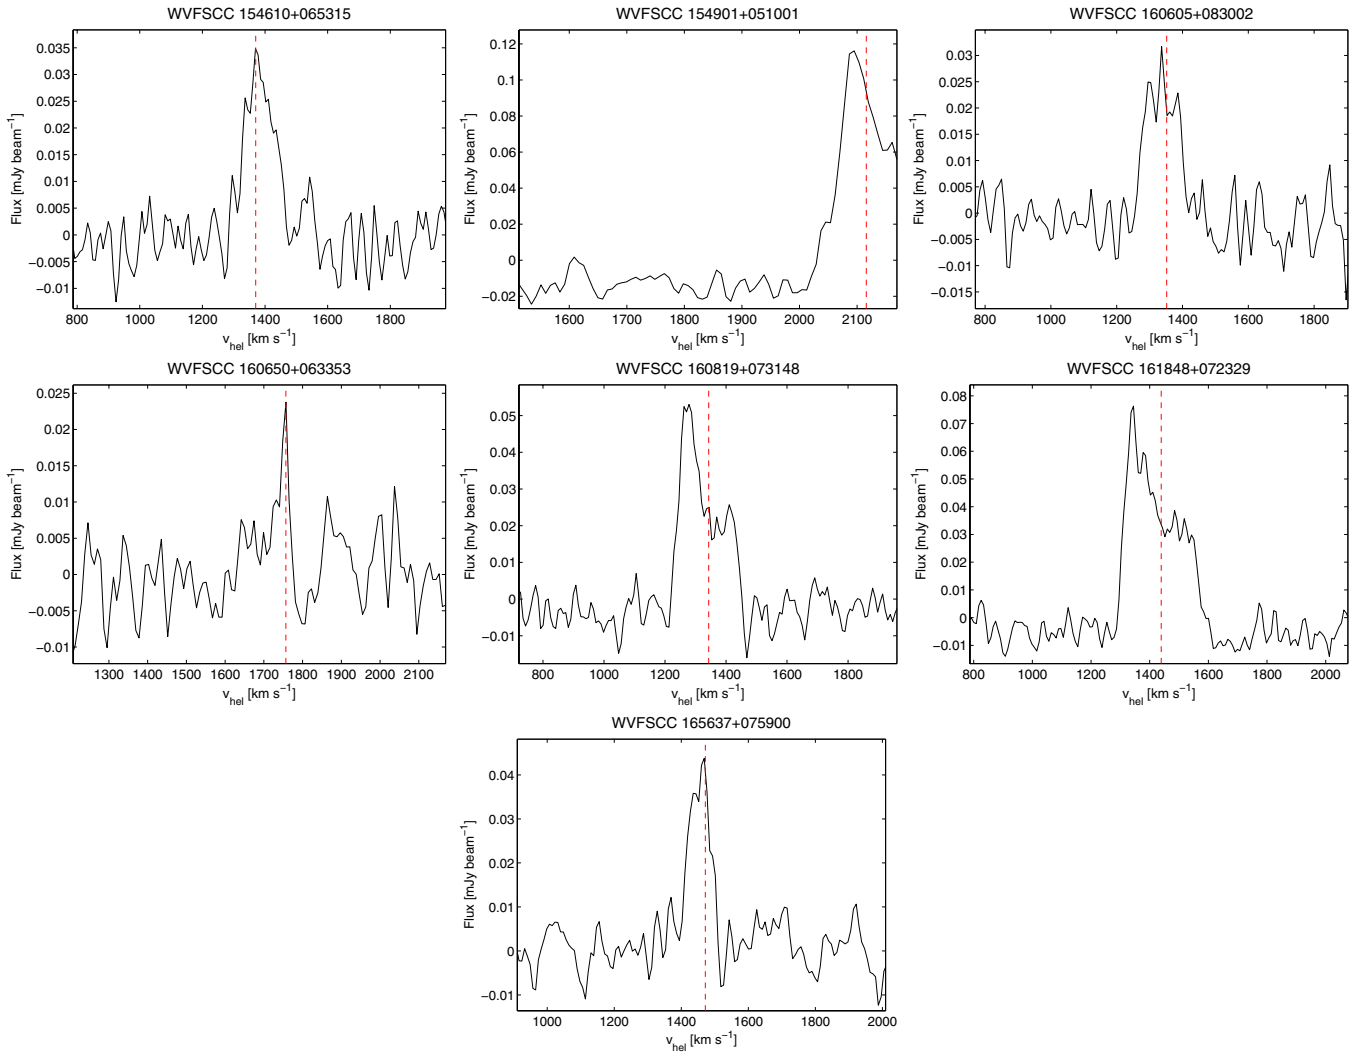 WVFSCC 154610+065315
Flux [mJy beam⁻¹]
0.035
0.03
0.025
0.02
0.015
0.01
0.005
0
−0.005
−0.01
800 1000 1200 1400 1600 1800
v_hel [km s⁻¹]
WVFSCC 154901+051001
Flux [mJy beam⁻¹]
0.12
0.1
0.08
0.06
0.04
0.02
0
−0.02
1600 1700 1800 1900 2000 2100
v_hel [km s⁻¹]
WVFSCC 160605+083002
Flux [mJy beam⁻¹]
0.03
0.025
0.02
0.015
0.01
0.005
0
−0.005
−0.01
−0.015
800 1000 1200 1400 1600 1800
v_hel [km s⁻¹]
WVFSCC 160650+063353
Flux [mJy beam⁻¹]
0.025
0.02
0.015
0.01
0.005
0
−0.005
−0.01
1300 1400 1500 1600 1700 1800 1900 2000 2100
v_hel [km s⁻¹]
WVFSCC 160819+073148
Flux [mJy beam⁻¹]
0.05
0.04
0.03
0.02
0.01
0
−0.01
800 1000 1200 1400 1600 1800
v_hel [km s⁻¹]
WVFSCC 161848+072329
Flux [mJy beam⁻¹]
0.08
0.07
0.06
0.05
0.04
0.03
0.02
0.01
0
−0.01
800 1000 1200 1400 1600 1800 2000
v_hel [km s⁻¹]
WVFSCC 165637+075900
Flux [mJy beam⁻¹]
0.04
0.03
0.02
0.01
0
−0.01
1000 1200 1400 1600 1800 2000
v_hel [km s⁻¹]